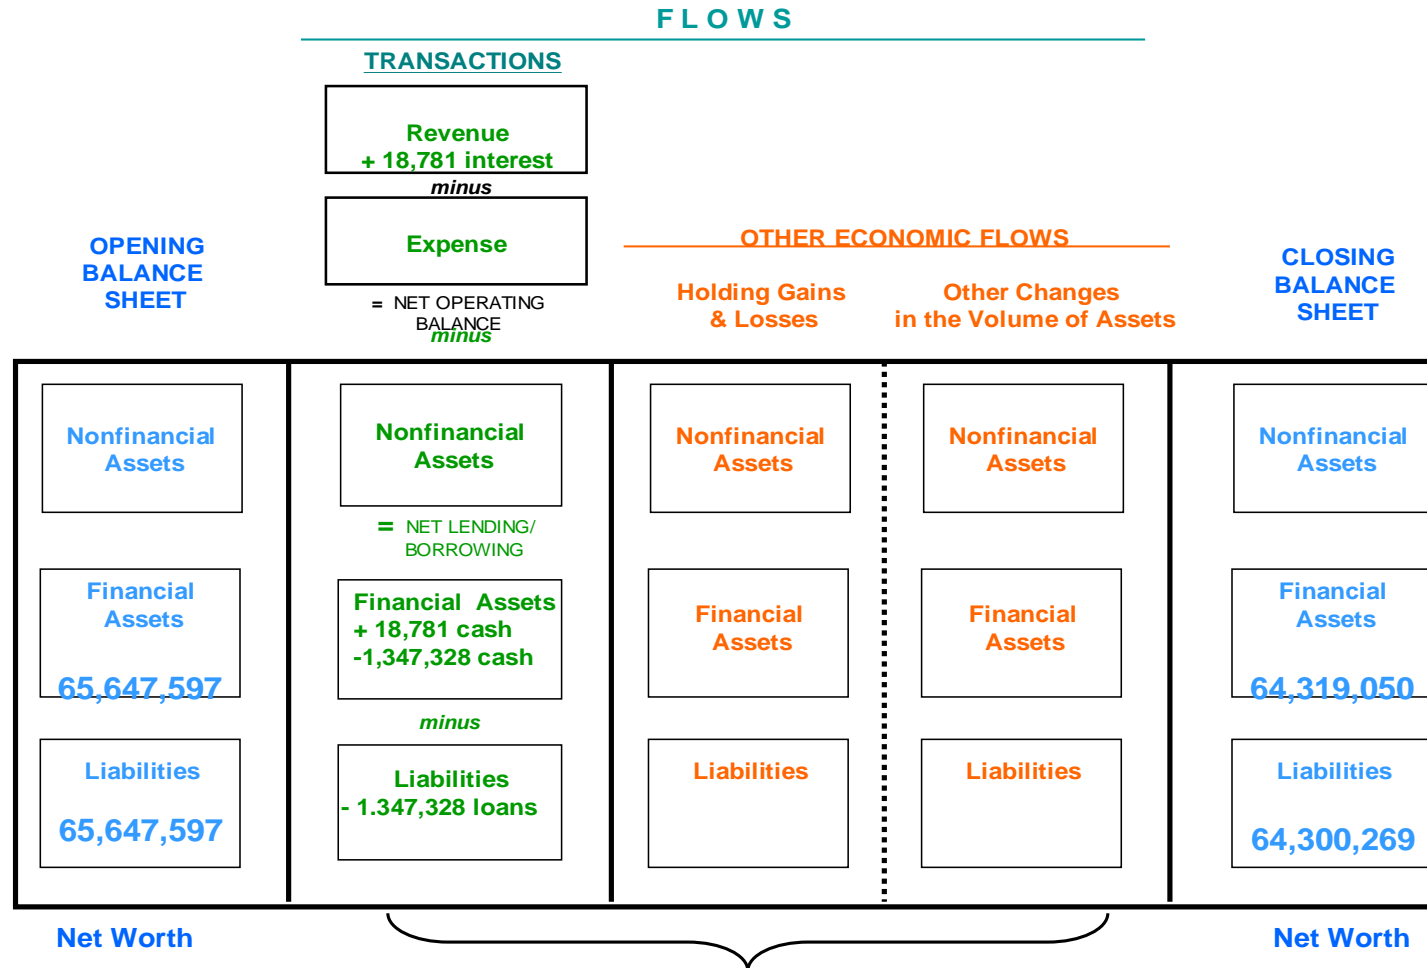 F L O W S
TRANSACTIONS
Revenue
+ 18,781 interest
minus
Expense
= NET OPERATING
BALANCE
minus
OPENING
BALANCE
SHEET
OTHER ECONOMIC FLOWS
Holding Gains
& Losses
Other Changes
in the Volume of Assets
CLOSING
BALANCE
SHEET
Nonfinancial
Assets
Nonfinancial
Assets
Nonfinancial
Assets
Nonfinancial
Assets
Nonfinancial
Assets
= NET LENDING/
BORROWING
Financial
Assets
65,647,597
Financial Assets
+ 18,781 cash
-1,347,328 cash
Financial
Assets
Financial
Assets
Financial
Assets
64,319,050
minus
Liabilities
65,647,597
Liabilities
- 1.347,328 loans
Liabilities
Liabilities
Liabilities
64,300,269
Net Worth
Net Worth